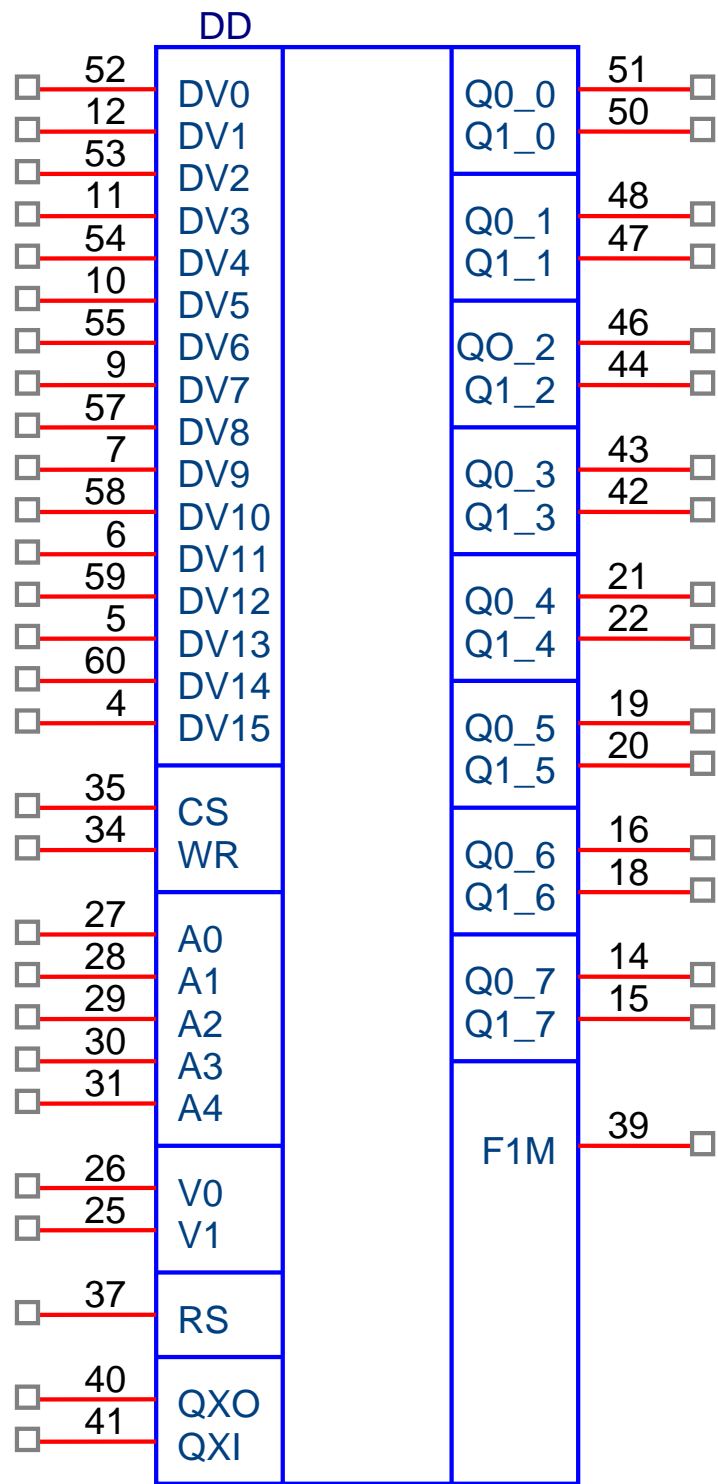 DD
52 DV0 Q0_0 51
12 DV1 Q1_0 50
53 DV2
11 DV3 Q0_1 48
54 DV4 Q1_1 47
10 DV5
55 DV6 QO_2 46
9 DV7 Q1_2 44
57 DV8
7 DV9 Q0_3 43
58 DV10 Q1_3 42
6 DV11
59 DV12 Q0_4 21
5 DV13 Q1_4 22
60 DV14
4 DV15 Q0_5 19
Q1_5 20
35 CS
34 WR Q0_6 16
Q1_6 18
27 A0
28 A1 Q0_7 14
29 A2 Q1_7 15
30 A3
31 A4
F1M 39
26 V0
25 V1
37 RS
40 QXO
41 QXI